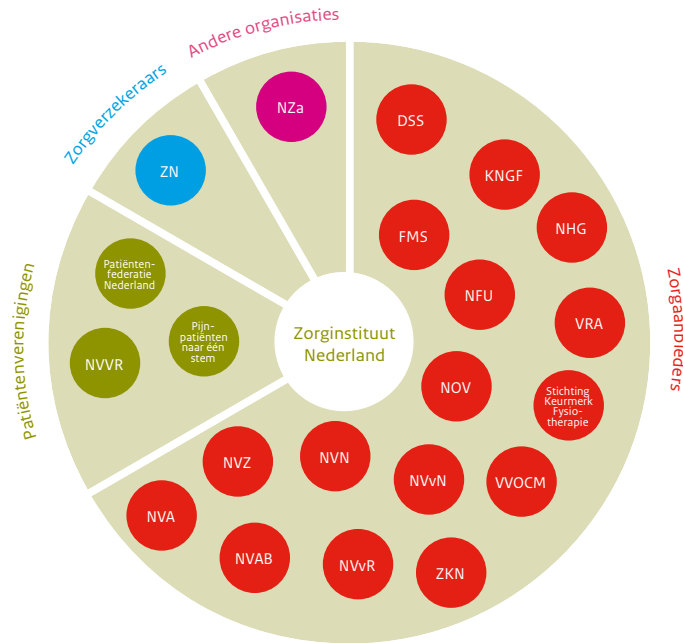 Andere organisaties
Zorgverzekeraars
Patiëntenverenigingen
Zorgaanbieders
NZa
ZN
Patiënten-
federatie
Nederland
Pijn-
patiënten
naar één
stem
NVVR
Zorginstituut
Nederland
DSS
KNGF
NHG
FMS
NFU
VRA
NOV
Stichting
Keurmerk
Fysio-
therapie
NVZ
NVN
NVvN
VVOCM
NVA
NVAB
NVvR
ZKN